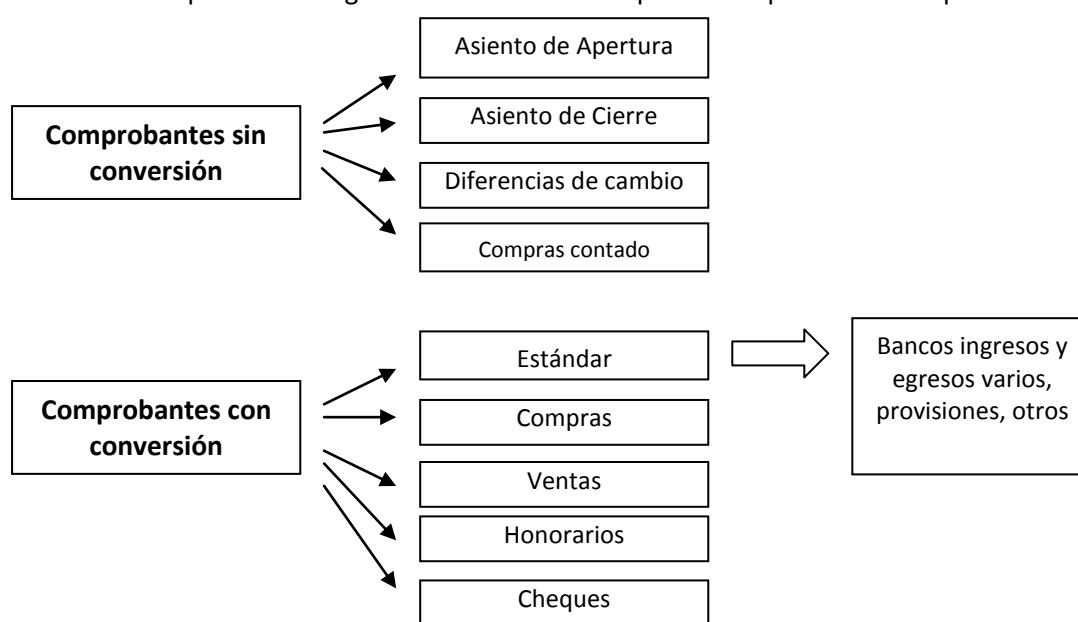 Asiento de Apertura
Comprobantes sin
conversión
Asiento de Cierre
Diferencias de cambio
Compras contado
Comprobantes con
conversión
Estándar
Compras
Ventas
Honorarios
Cheques
Bancos ingresos y
egresos varios,
provisiones, otros